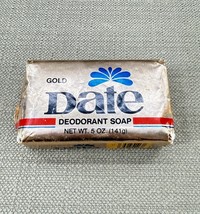 GOLD
Date
DEODORANT SOAP
NET WT. 5 OZ (141g)